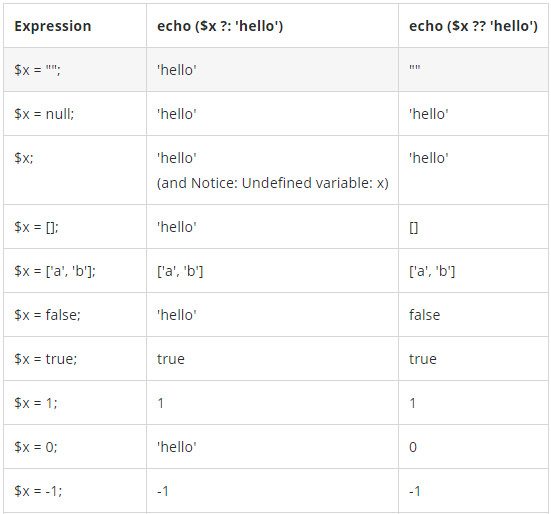 Expression echo ($x ?: 'hello') echo ($x ?? 'hello')
$x = ""; 'hello' ""
$x = null; 'hello' 'hello'
$x; 'hello' 'hello'
(and Notice: Undefined variable: x)
$x = []; 'hello' []
$x = ['a', 'b']; ['a', 'b'] ['a', 'b']
$x = false; 'hello' false
$x = true; true true
$x = 1; 1 1
$x = 0; 'hello' 0
$x = -1; -1 -1